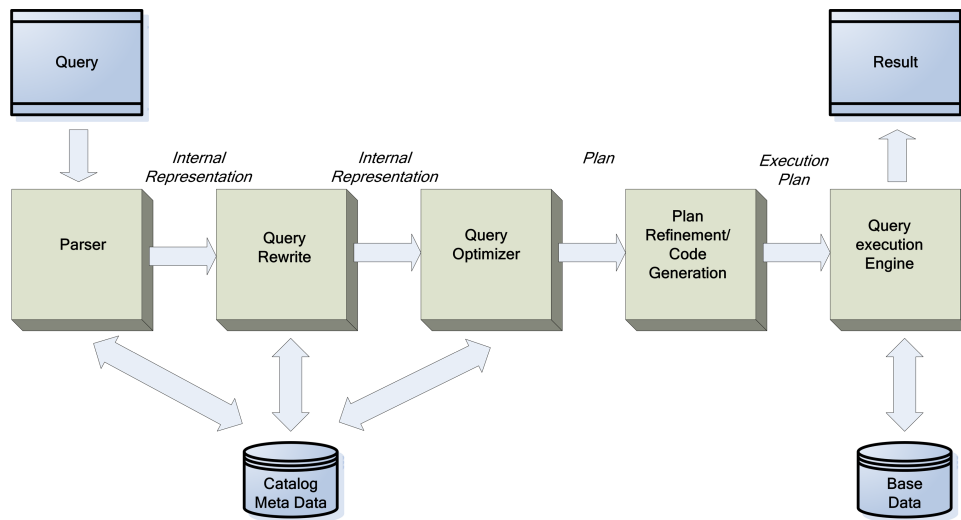 Query
Result
Internal
Representation
Internal
Representation
Plan
Execution
Plan
Parser
Query
Rewrite
Query
Optimizer
Plan
Refinement/
Code
Generation
Query
execution
Engine
Catalog
Meta Data
Base
Data